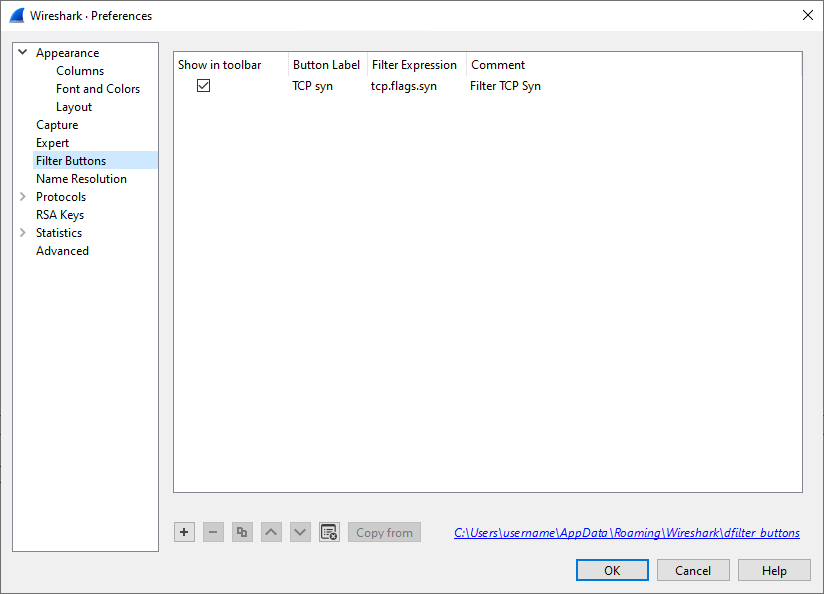 Wireshark · Preferences
Appearance
Columns
Font and Colors
Layout
Capture
Expert
Filter Buttons
Name Resolution
Protocols
RSA Keys
Statistics
Advanced
Show in toolbar Button Label Filter Expression Comment
TCP syn tcp.flags.syn Filter TCP Syn
Copy from C:\Users\username\AppData\Roaming\Wireshark\dfilter_buttons
OK Cancel Help